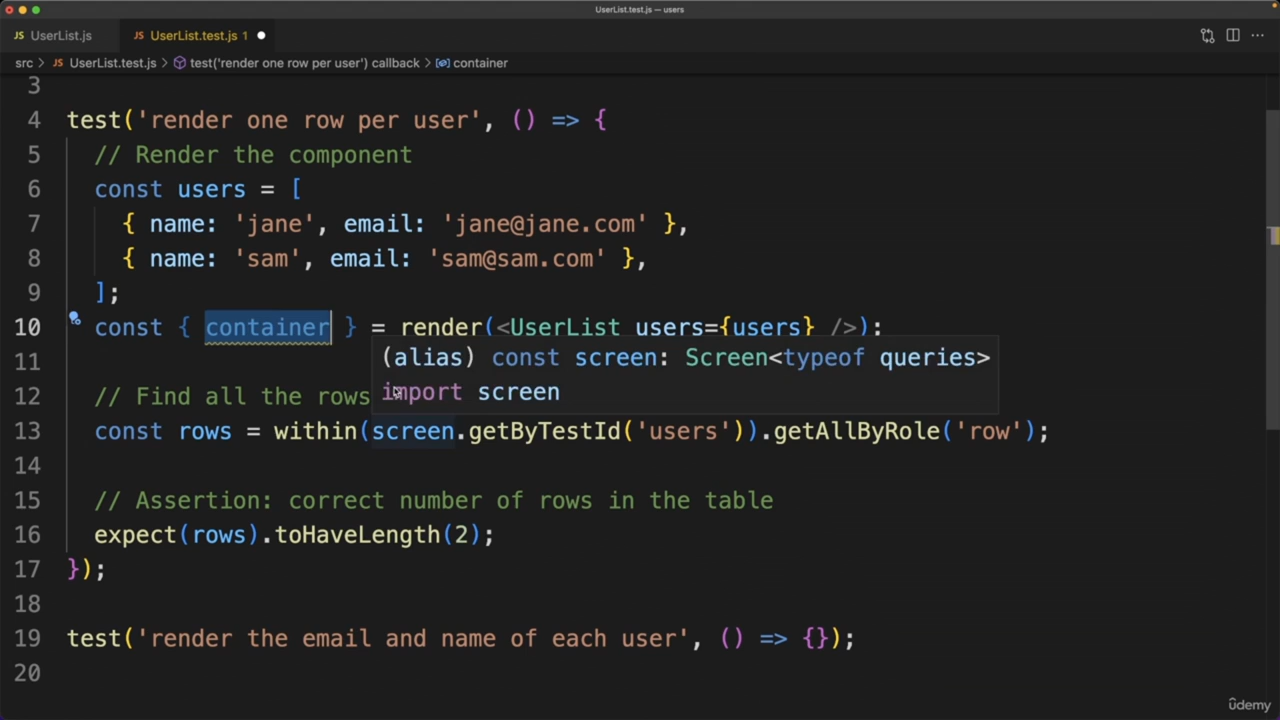 UserList.test.js — users
JS UserList.js JS UserList.test.js 1
src > JS UserList.test.js > test('render one row per user') callback > container
3
4 test('render one row per user', () => {
5 // Render the component
6 const users = [
7 { name: 'jane', email: 'jane@jane.com' },
8 { name: 'sam', email: 'sam@sam.com' },
9 ];
10 const { container } = render(<UserList users={users} />);
11 (alias) const screen: Screen<typeof queries>
import screen
12 // Find all the rows
13 const rows = within(screen.getByTestId('users')).getAllByRole('row');
14
15 // Assertion: correct number of rows in the table
16 expect(rows).toHaveLength(2);
17 });
18
19 test('render the email and name of each user', () => {});
20
ûdemy